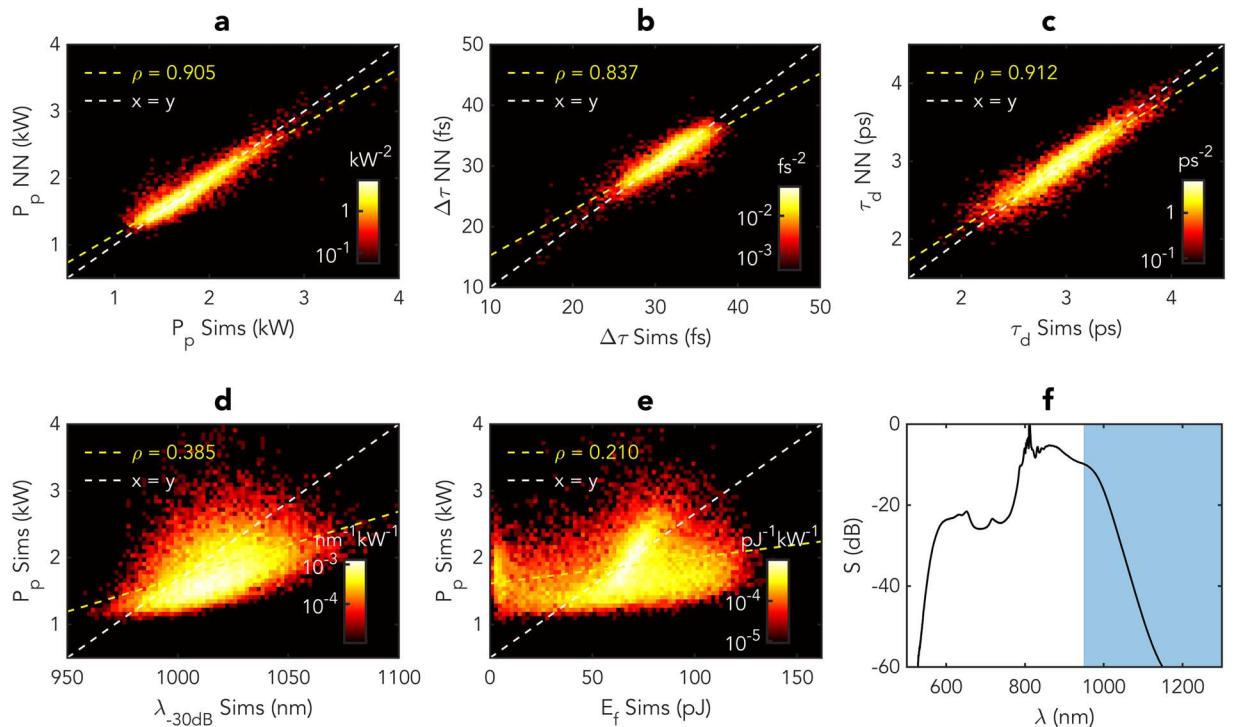 a
4
ρ = 0.905
x = y
3
2
1
P_p NN (kW)
kW^-2
1
10^-1
1 2 3 4
P_p Sims (kW)
b
50
ρ = 0.837
x = y
40
30
20
10
Δτ NN (fs)
fs^-2
10^-2
10^-3
10 20 30 40 50
Δτ Sims (fs)
c
ρ = 0.912
x = y
4
3
2
τ_d NN (ps)
ps^-2
1
10^-1
2 3 4
τ_d Sims (ps)
d
4
ρ = 0.385
x = y
3
2
1
P_p Sims (kW)
nm^-1kW^-1
10^-3
10^-4
950 1000 1050 1100
λ_-30dB Sims (nm)
e
4
ρ = 0.210
x = y
3
2
1
P_p Sims (kW)
pJ^-1kW^-1
10^-4
10^-5
0 50 100 150
E_f Sims (pJ)
f
0
-20
-40
-60
S (dB)
600 800 1000 1200
λ (nm)